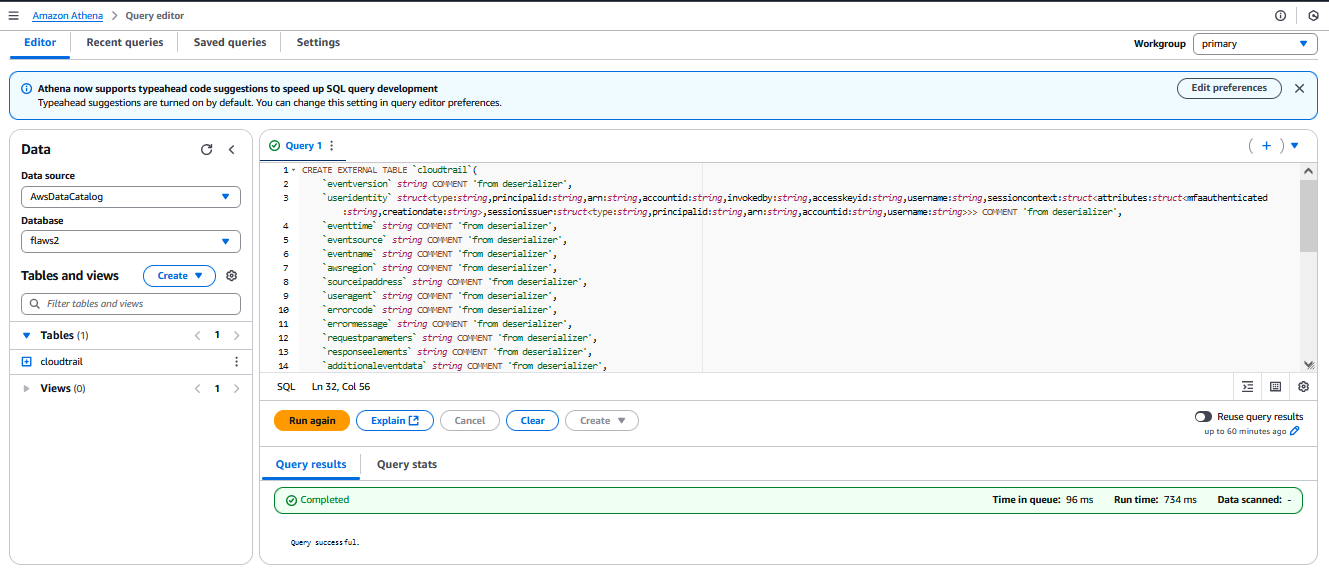 Amazon Athena > Query editor
Editor Recent queries Saved queries Settings
Workgroup primary
Athena now supports typeahead code suggestions to speed up SQL query development
Typeahead suggestions are turned on by default. You can change this setting in query editor preferences.
Edit preferences
Data
Data source
AwsDataCatalog
Database
flaws2
Tables and views Create
Filter tables and views
Tables (1) < 1 >
cloudtrail
Views (0) < 1 >
Query 1
1 CREATE EXTERNAL TABLE `cloudtrail`(
2 `eventversion` string COMMENT 'from deserializer',
3 `useridentity` struct<type:string,principalid:string,arn:string,accountid:string,invokedby:string,accesskeyid:string,username:string,sessioncontext:struct<attributes:struct<mfaauthenticated
:string,creationdate:string>,sessionissuer:struct<type:string,principalid:string,arn:string,accountid:string,username:string>>> COMMENT 'from deserializer',
4 `eventtime` string COMMENT 'from deserializer',
5 `eventsource` string COMMENT 'from deserializer',
6 `eventname` string COMMENT 'from deserializer',
7 `awsregion` string COMMENT 'from deserializer',
8 `sourceipaddress` string COMMENT 'from deserializer',
9 `useragent` string COMMENT 'from deserializer',
10 `errorcode` string COMMENT 'from deserializer',
11 `errormessage` string COMMENT 'from deserializer',
12 `requestparameters` string COMMENT 'from deserializer',
13 `responseelements` string COMMENT 'from deserializer',
14 `additionaleventdata` string COMMENT 'from deserializer',
SQL Ln 32, Col 56
Run again Explain Cancel Clear Create
Reuse query results
up to 60 minutes ago
Query results Query stats
Completed Time in queue: 96 ms Run time: 734 ms Data scanned: -
Query successful.